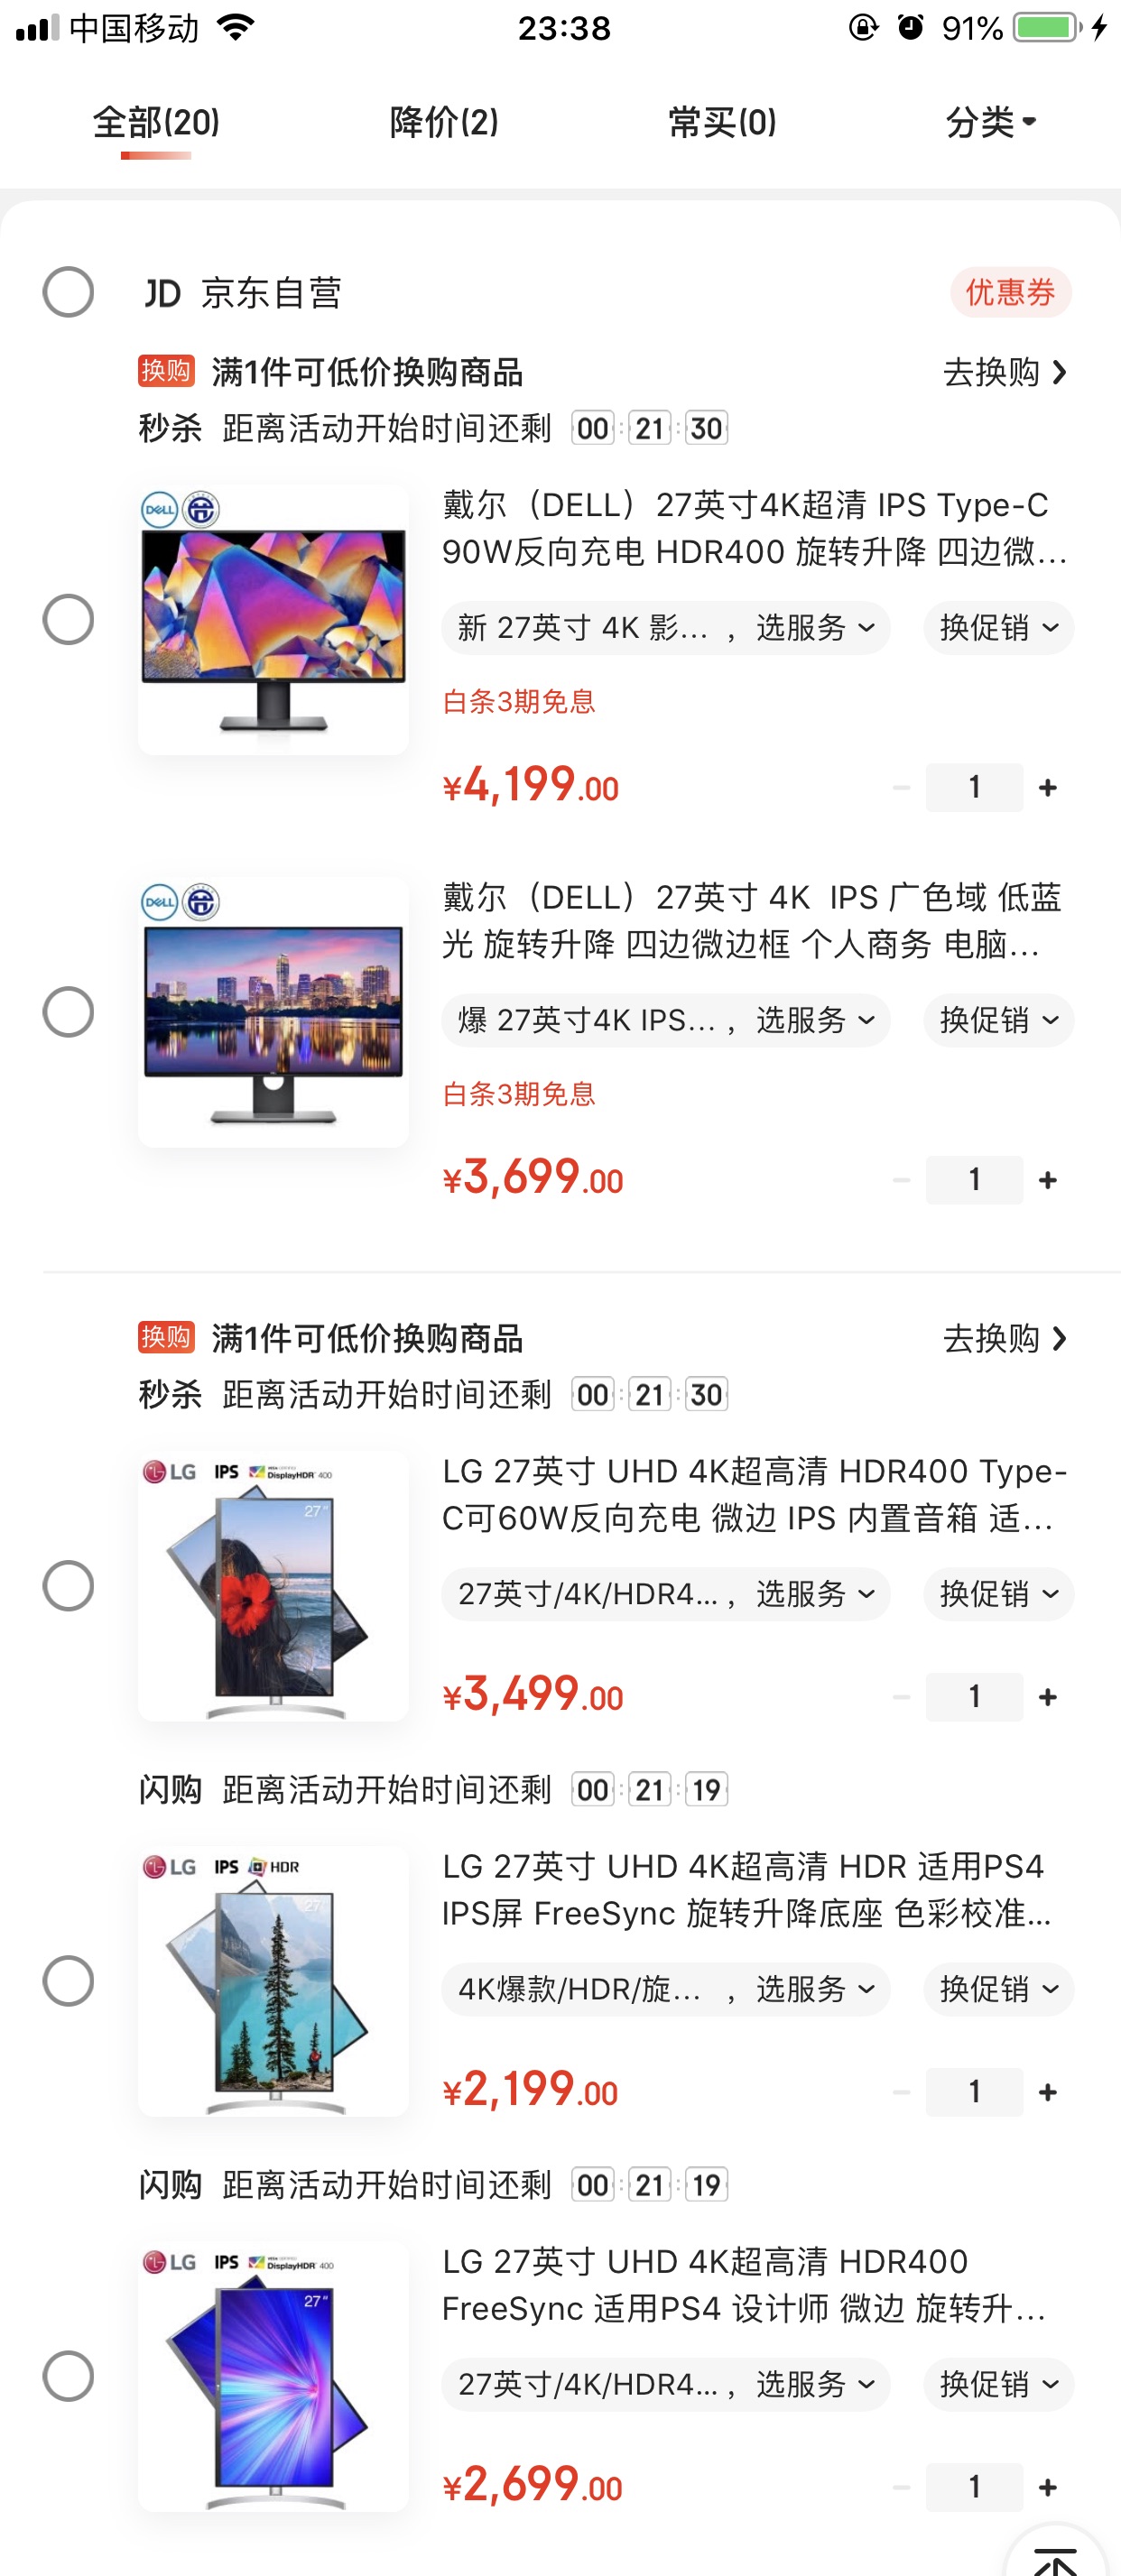 中国移动 23:38 91%
全部(20) 降价(2) 常买(0) 分类
JD 京东自营 优惠券
换购 满1件可低价换购商品 去换购
秒杀 距离活动开始时间还剩 00:21:30
DELL
戴尔（DELL）27英寸4K超清 IPS Type-C
90W反向充电 HDR400 旋转升降 四边微...
新 27英寸 4K 影... ，选服务 换促销
白条3期免息
¥4,199.00 1
DELL
戴尔（DELL）27英寸 4K IPS 广色域 低蓝
光 旋转升降 四边微边框 个人商务 电脑...
爆 27英寸4K IPS... ，选服务 换促销
白条3期免息
¥3,699.00 1
换购 满1件可低价换购商品 去换购
秒杀 距离活动开始时间还剩 00:21:30
LG IPS DisplayHDR 400
27"
LG 27英寸 UHD 4K超高清 HDR400 Type-
C可60W反向充电 微边 IPS 内置音箱 适...
27英寸/4K/HDR4... ，选服务 换促销
¥3,499.00 1
闪购 距离活动开始时间还剩 00:21:19
LG IPS HDR
27"
LG 27英寸 UHD 4K超高清 HDR 适用PS4
IPS屏 FreeSync 旋转升降底座 色彩校准...
4K爆款/HDR/旋... ，选服务 换促销
¥2,199.00 1
闪购 距离活动开始时间还剩 00:21:19
LG IPS DisplayHDR 400
27"
LG 27英寸 UHD 4K超高清 HDR400
FreeSync 适用PS4 设计师 微边 旋转升...
27英寸/4K/HDR4... ，选服务 换促销
¥2,699.00 1